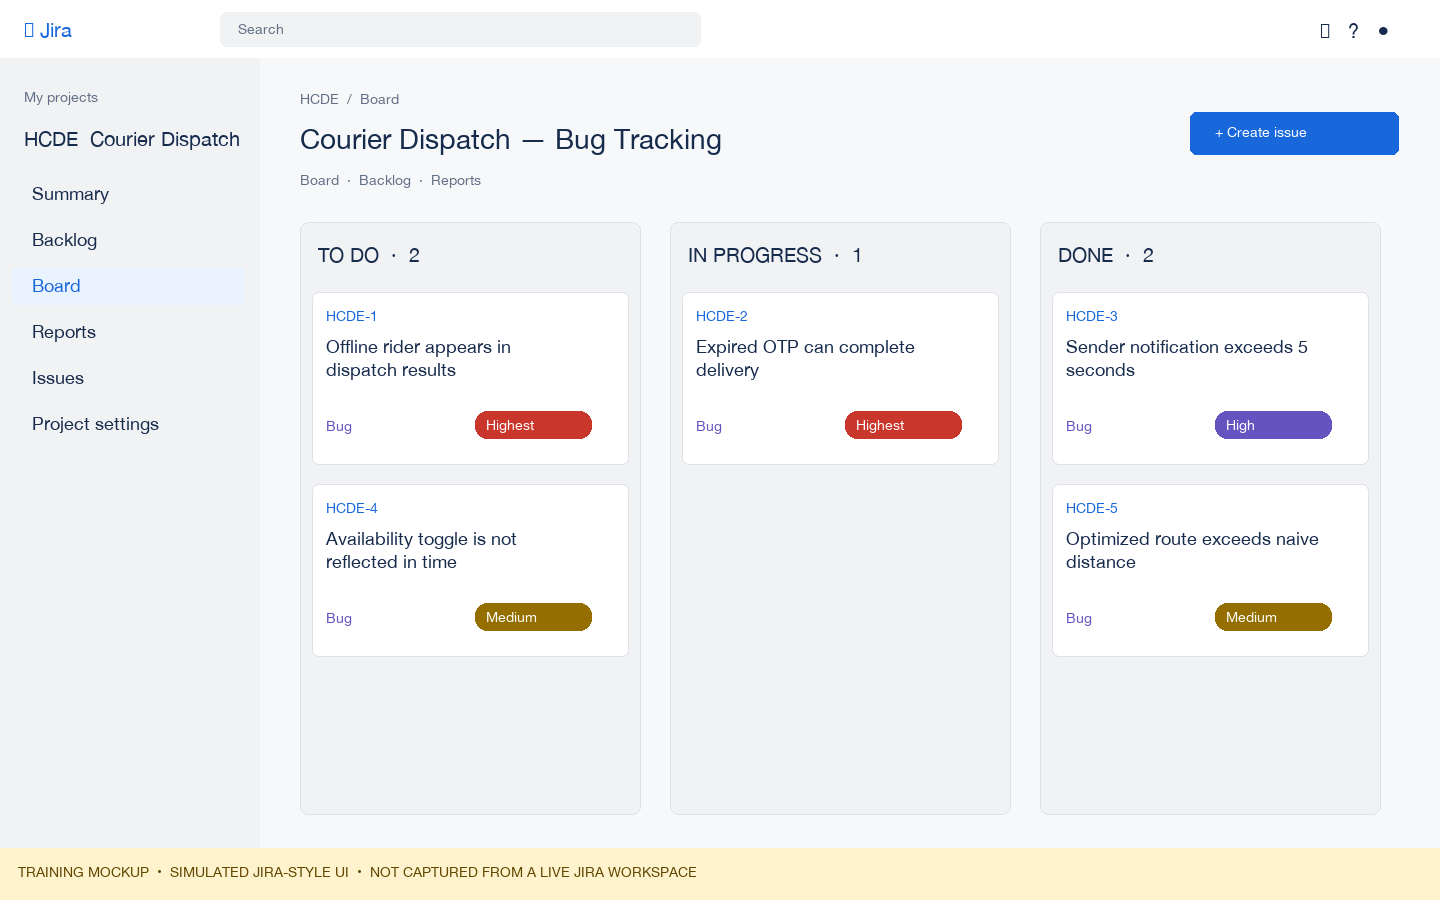 Jira
Search
?
My projects
HCDE Courier Dispatch
Summary
Backlog
Board
Reports
Issues
Project settings
HCDE / Board
Courier Dispatch — Bug Tracking
+ Create issue
Board · Backlog · Reports
TO DO · 2
HCDE-1
Offline rider appears in
dispatch results
Bug
Highest
HCDE-4
Availability toggle is not
reflected in time
Bug
Medium
IN PROGRESS · 1
HCDE-2
Expired OTP can complete
delivery
Bug
Highest
DONE · 2
HCDE-3
Sender notification exceeds 5
seconds
Bug
High
HCDE-5
Optimized route exceeds naive
distance
Bug
Medium
TRAINING MOCKUP • SIMULATED JIRA-STYLE UI • NOT CAPTURED FROM A LIVE JIRA WORKSPACE